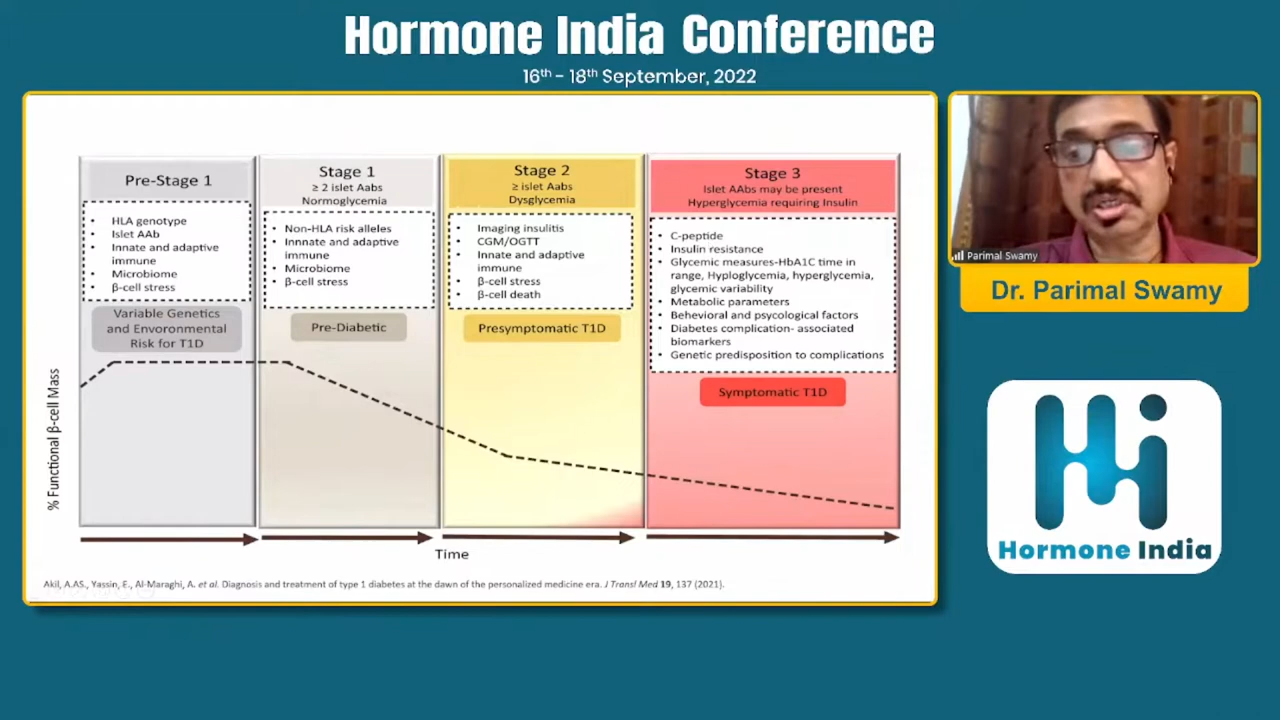 Hormone India Conference
16th - 18th September, 2022
Pre-Stage 1
• HLA genotype
• Islet AAb
• Innate and adaptive
immune
• Microbiome
• β-cell stress
Variable Genetics
and Envoronmental
Risk for T1D
Stage 1
≥ 2 islet Aabs
Normoglycemia
• Non-HLA risk alleles
• Innnate and adaptive
immune
• Microbiome
• β-cell stress
Pre-Diabetic
Stage 2
≥ islet Aabs
Dysglycemia
• Imaging insulitis
• CGM/OGTT
• Innate and adaptive
immune
• β-cell stress
• β-cell death
Presymptomatic T1D
Stage 3
Islet AAbs may be present
Hyperglycemia requiring Insulin
• C-peptide
• Insulin resistance
• Glycemic measures-HbA1C time in
range, Hyploglycemia, hyperglycemia,
glycemic variability
• Metabolic parameters
• Behevioral and psycological factors
• Diabetes complication- associated
biomarkers
• Genetic predisposition to complications
Symptomatic T1D
% Functional β-cell Mass
Time
Akil, A.AS., Yassin, E., Al-Maraghi, A. et al. Diagnosis and treatment of type 1 diabetes at the dawn of the personalized medicine era. J Transl Med 19, 137 (2021).
Parimal Swamy
Dr. Parimal Swamy
Hi
Hormone India